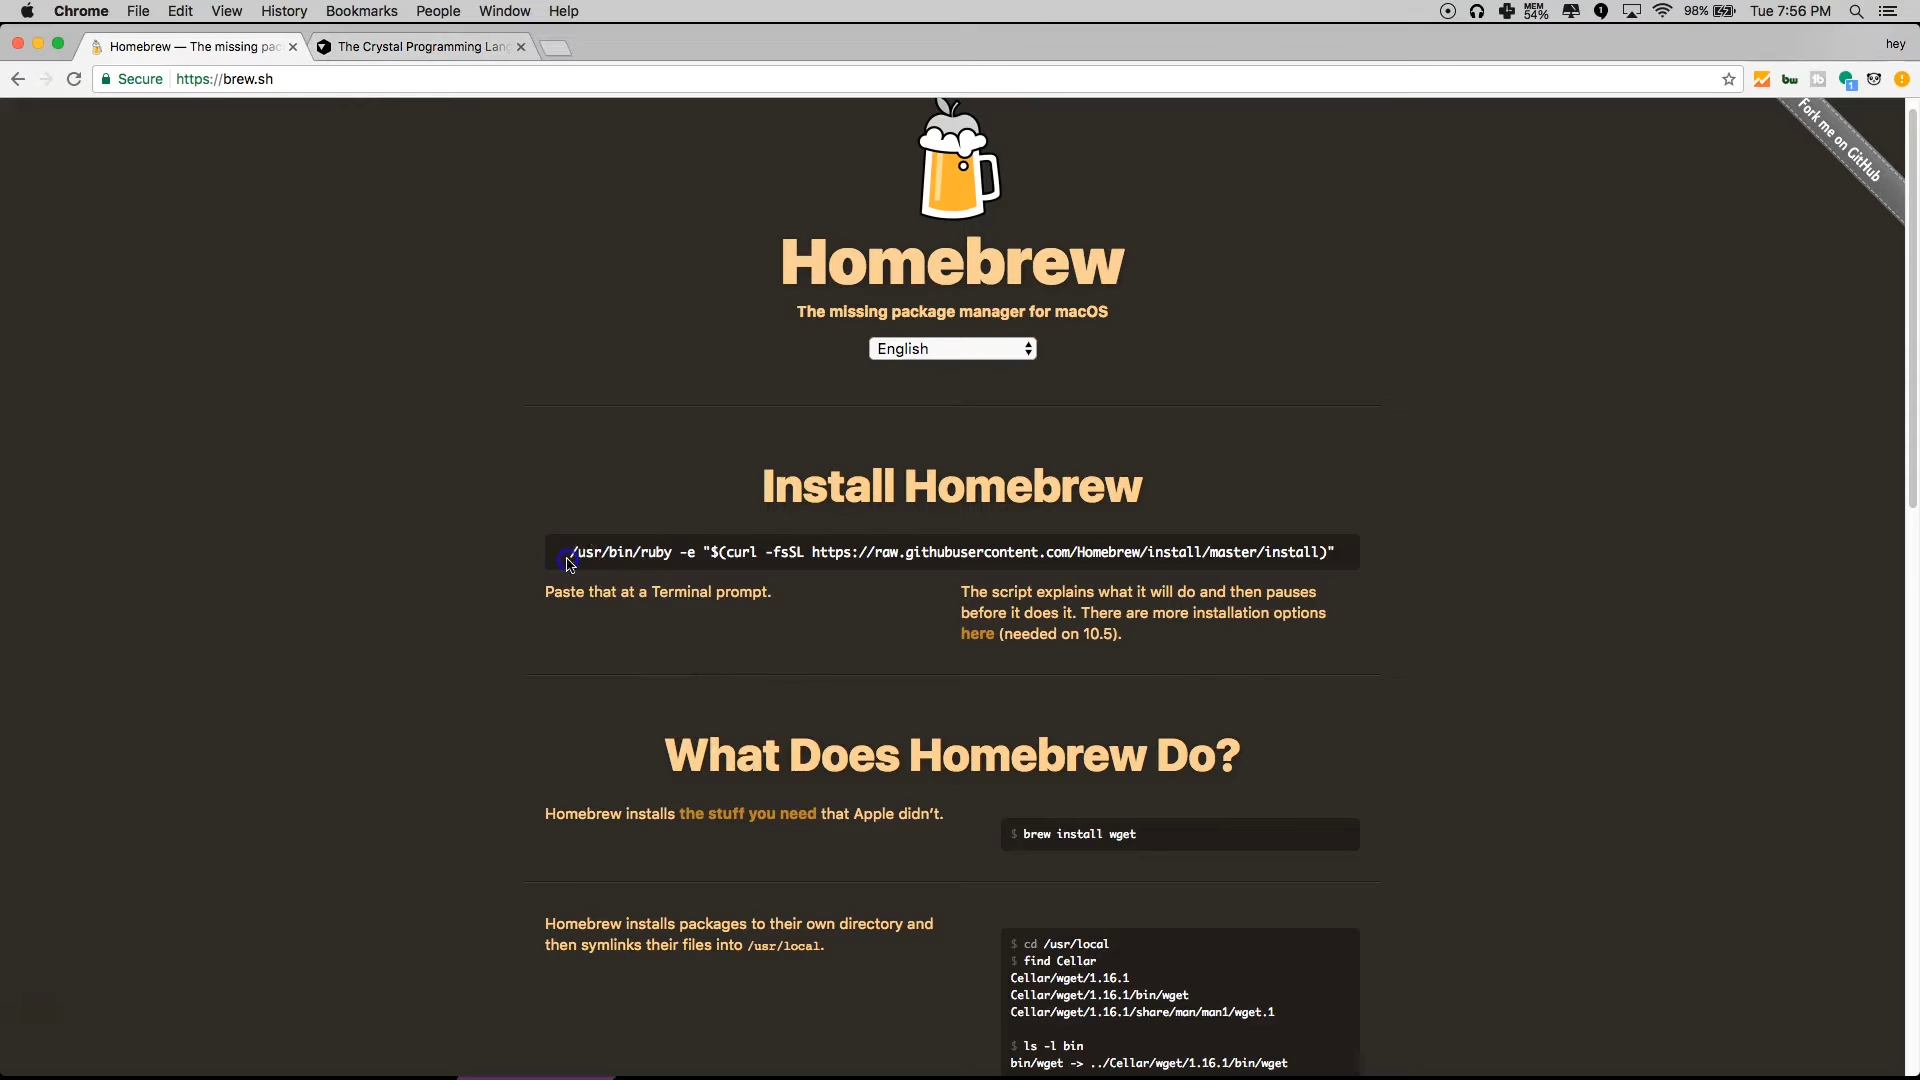 Chrome File Edit View History Bookmarks People Window Help
MEM
54%
98%
Tue 7:56 PM
Homebrew — The missing pac
The Crystal Programming Lang
hey
Secure
https://brew.sh
bw
tb
1
Fork me on GitHub
Homebrew
The missing package manager for macOS
English
Install Homebrew
/usr/bin/ruby -e "$(curl -fsSL https://raw.githubusercontent.com/Homebrew/install/master/install)"
Paste that at a Terminal prompt.
The script explains what it will do and then pauses
before it does it. There are more installation options
here (needed on 10.5).
What Does Homebrew Do?
Homebrew installs the stuff you need that Apple didn’t.
$ brew install wget
Homebrew installs packages to their own directory and
then symlinks their files into /usr/local.
$ cd /usr/local
$ find Cellar
Cellar/wget/1.16.1
Cellar/wget/1.16.1/bin/wget
Cellar/wget/1.16.1/share/man/man1/wget.1
$ ls -l bin
bin/wget -> ../Cellar/wget/1.16.1/bin/wget